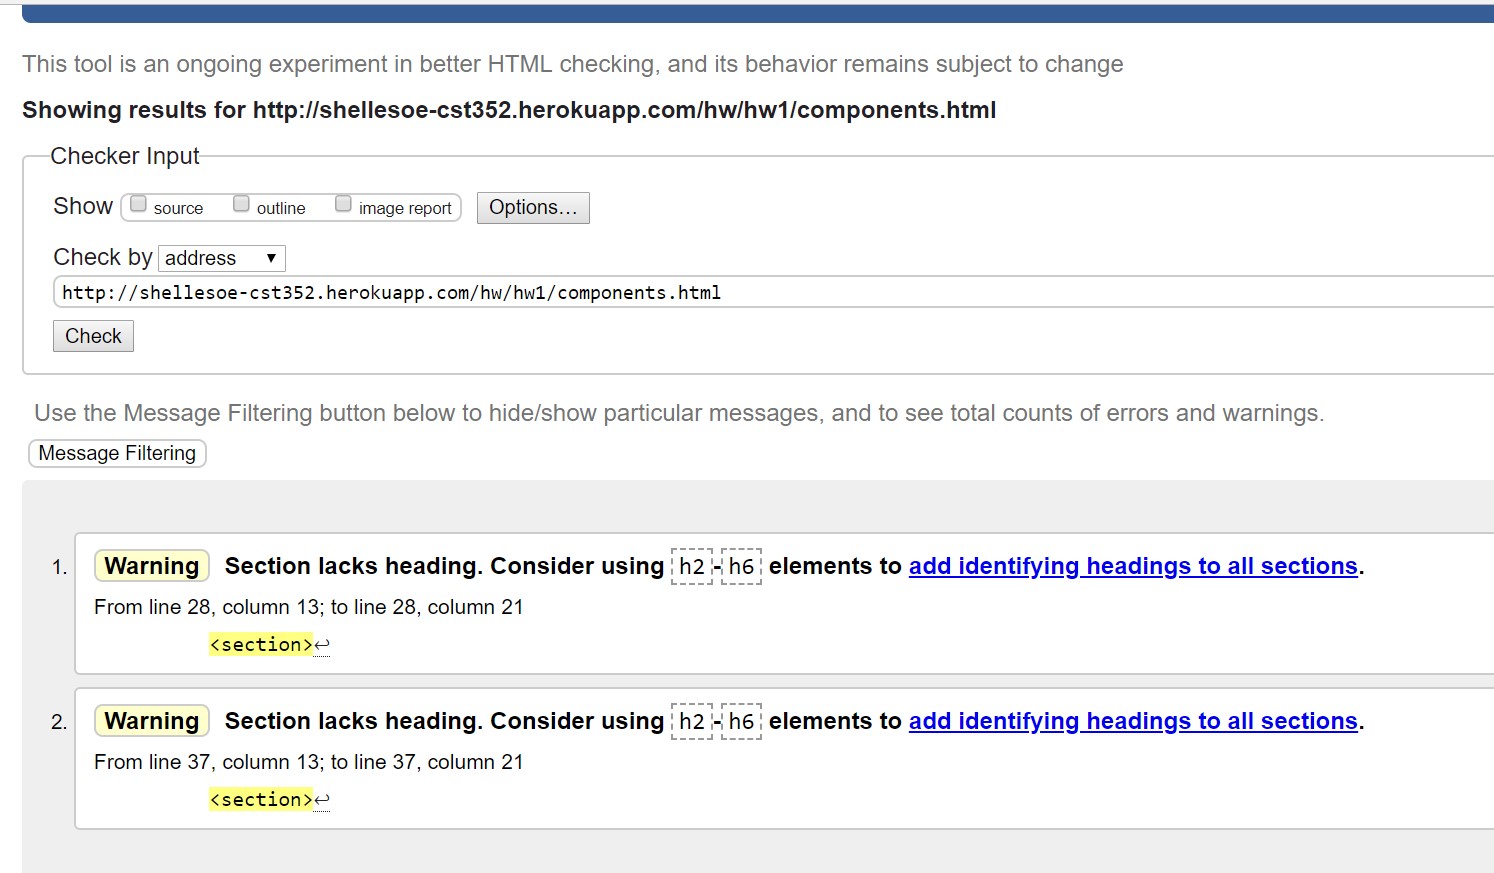 This tool is an ongoing experiment in better HTML checking, and its behavior remains subject to change
Showing results for http://shellesoe-cst352.herokuapp.com/hw/hw1/components.html
Checker Input
Show source outline image report Options...
Check by address ▼
http://shellesoe-cst352.herokuapp.com/hw/hw1/components.html
Check
Use the Message Filtering button below to hide/show particular messages, and to see total counts of errors and warnings.
Message Filtering
1. Warning Section lacks heading. Consider using h2-h6 elements to add identifying headings to all sections.
From line 28, column 13; to line 28, column 21
<section>↩
2. Warning Section lacks heading. Consider using h2-h6 elements to add identifying headings to all sections.
From line 37, column 13; to line 37, column 21
<section>↩